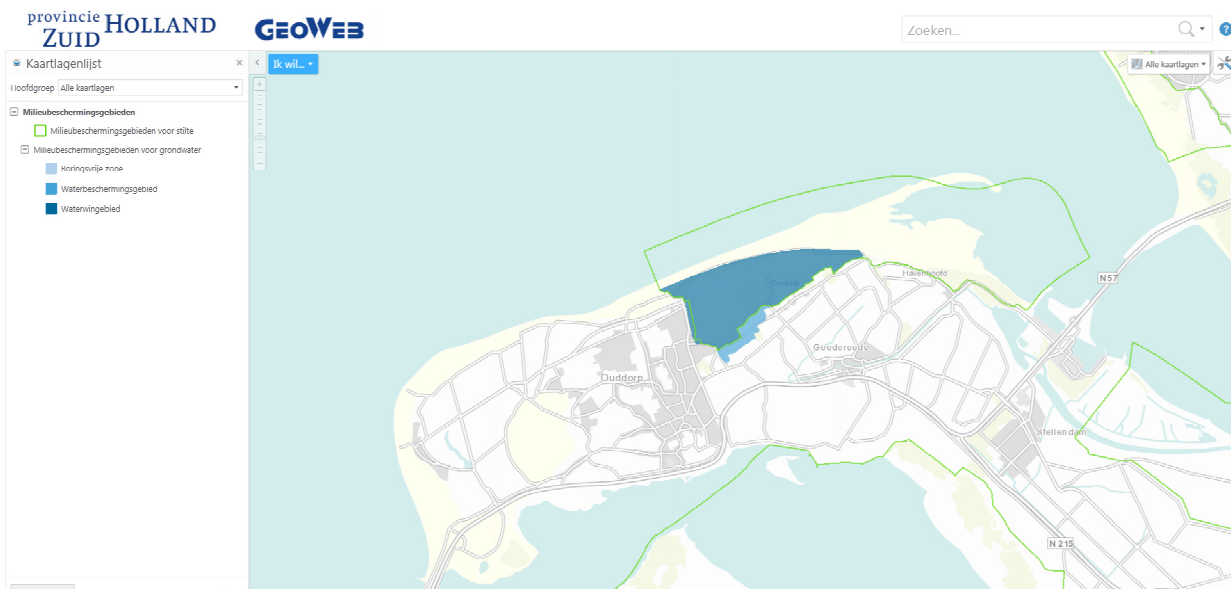 provincie HOLLAND
ZUID
GEOWEB
Zoeken...
Kaartlagenlijst
Ik wil...
Alle kaartlagen
Hoofdgroep Alle kaartlagen
Milieubeschermingsgebieden
Milieubeschermingsgebieden voor stilte
Milieubeschermingsgebieden voor grondwater
Boringsvrije zone
Waterbeschermingsgebied
Waterwingebied
N57
Havenhoofd
Goedereede
Ouddorp
Stellendam
N 215